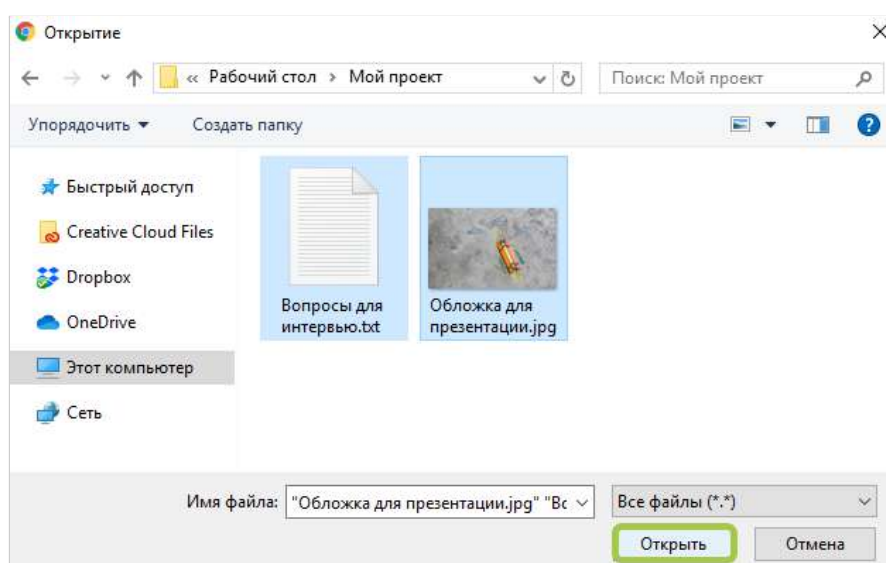 Открытие
« Рабочий стол › Мой проект
Поиск: Мой проект
Упорядочить
Создать папку
Быстрый доступ
Creative Cloud Files
Dropbox
OneDrive
Этот компьютер
Сеть
Вопросы для
интервью.txt
Обложка для
презентации.jpg
Имя файла:
"Обложка для презентации.jpg" "Вс
Все файлы (*.*)
Открыть
Отмена